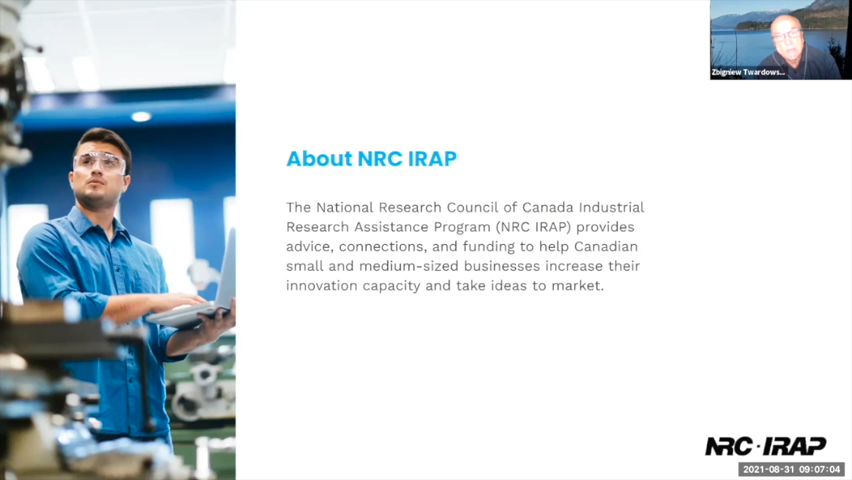 Zbigniew Twardows...
About NRC IRAP
The National Research Council of Canada Industrial
Research Assistance Program (NRC IRAP) provides
advice, connections, and funding to help Canadian
small and medium-sized businesses increase their
innovation capacity and take ideas to market.
NRC·IRAP
2021-08-31 09:07:04